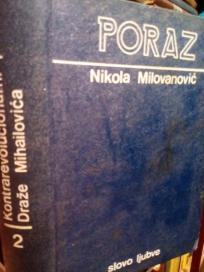 PORAZ
Nikola Milovanović
slovo ljubve
Kontrarevolucionarni
Draže Mihailovića
2